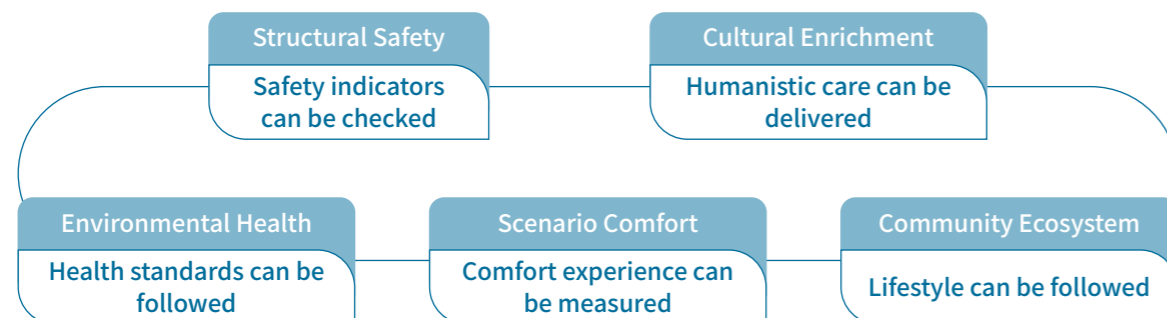 Structural Safety
Safety indicators
can be checked
Cultural Enrichment
Humanistic care can be
delivered
Environmental Health
Health standards can be
followed
Scenario Comfort
Comfort experience can
be measured
Community Ecosystem
Lifestyle can be followed